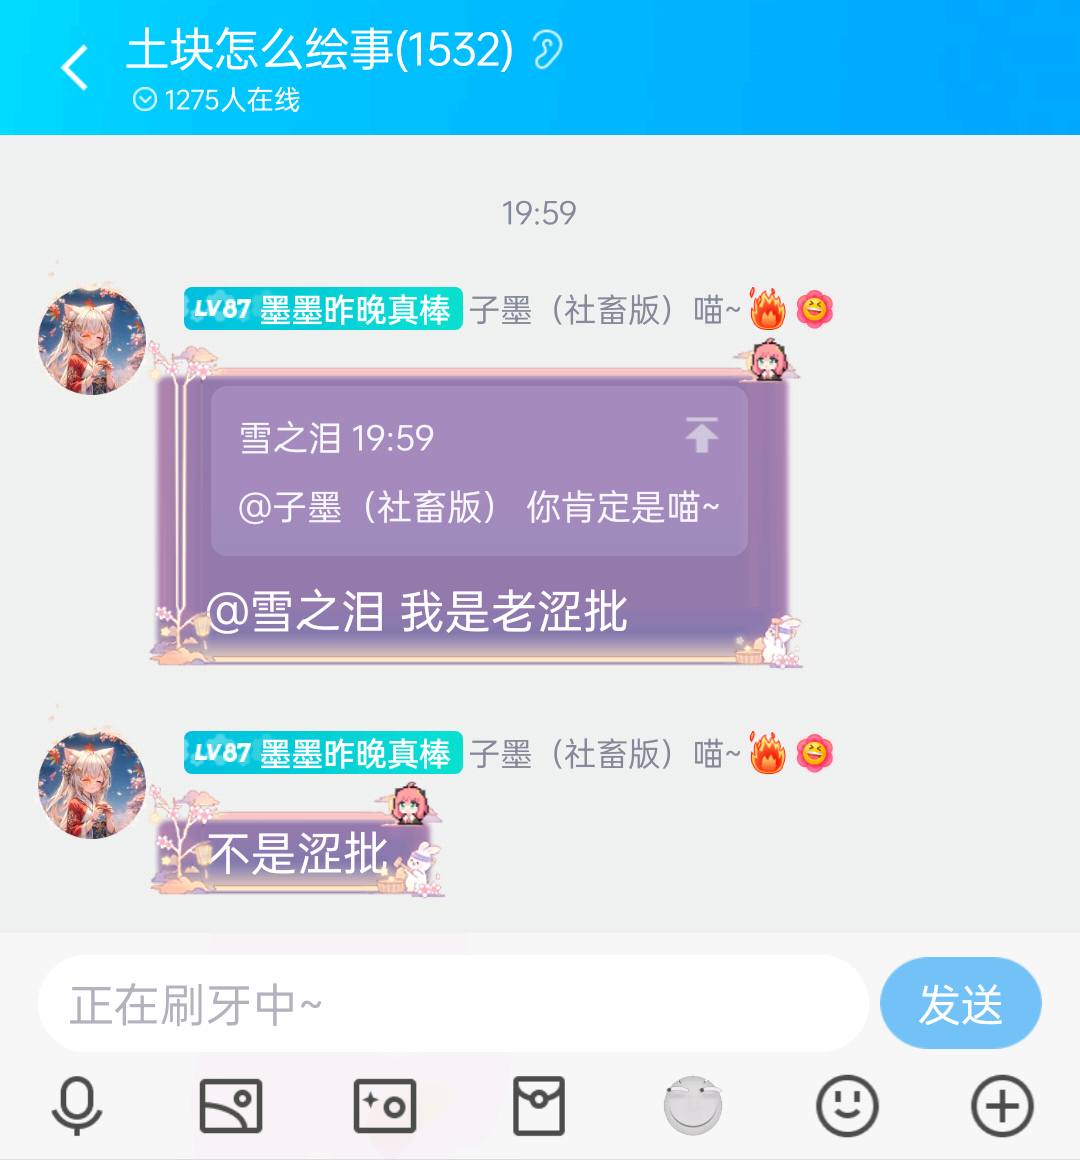 土块怎么绘事(1532)
1275人在线
19:59
LV87 墨墨昨晚真棒 子墨（社畜版）喵~
雪之泪 19:59
@子墨（社畜版） 你肯定是喵~
@雪之泪 我是老涩批
LV87 墨墨昨晚真棒 子墨（社畜版）喵~
不是涩批
正在刷牙中~
发送